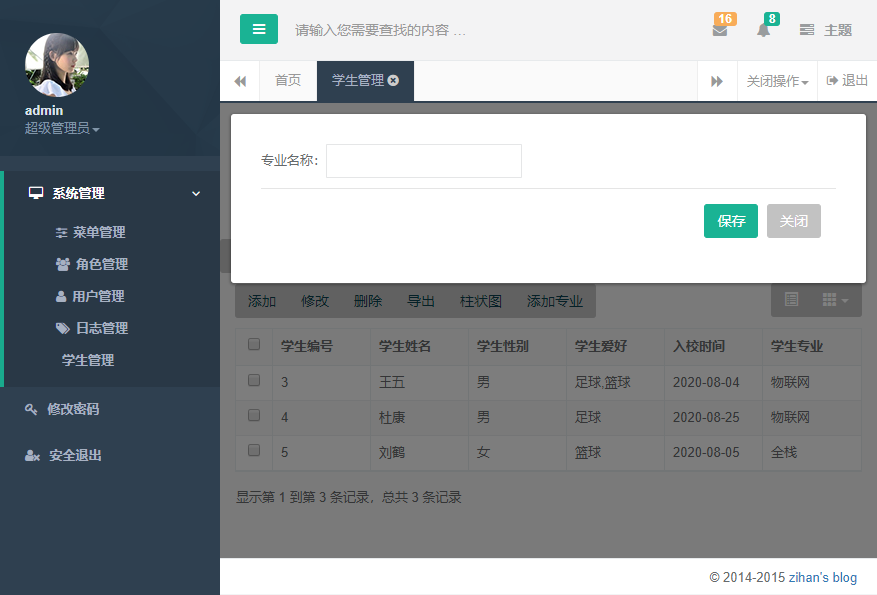 请输入您需要查找的内容 …
16
8
主题
首页
学生管理
关闭操作
退出
admin
超级管理员
系统管理
菜单管理
角色管理
用户管理
日志管理
学生管理
修改密码
安全退出
专业名称：
保存 关闭
添加 修改 删除 导出 柱状图 添加专业
学生编号 学生姓名 学生性别 学生爱好 入校时间 学生专业
3 王五 男 足球,篮球 2020-08-04 物联网
4 杜康 男 足球 2020-08-25 物联网
5 刘鹤 女 篮球 2020-08-05 全栈
显示第 1 到第 3 条记录，总共 3 条记录
© 2014-2015 zihan's blog